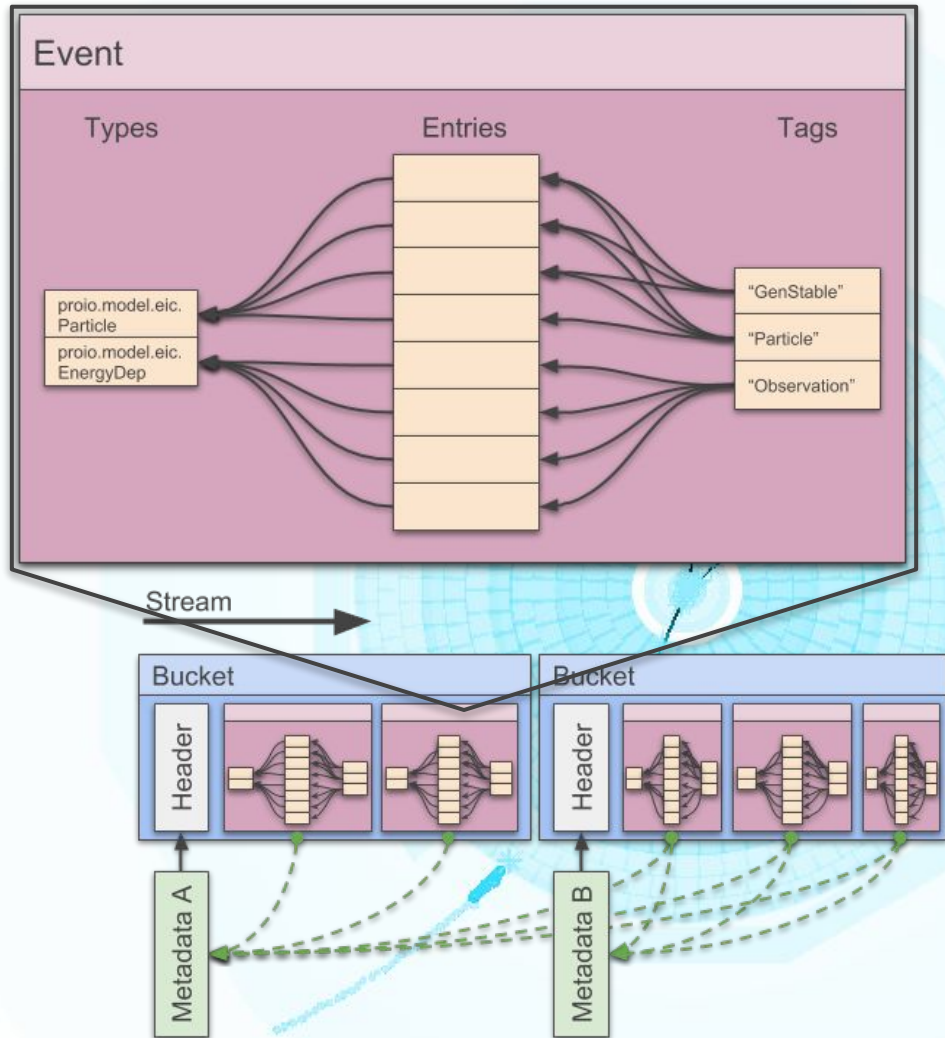 Event
Types
Entries
Tags
proio.model.eic.
Particle
proio.model.eic.
EnergyDep
“GenStable”
“Particle”
“Observation”
Stream
Bucket
Bucket
Header
Header
Metadata A
Metadata B